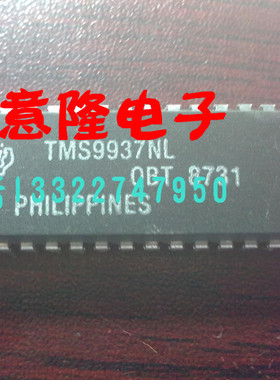 意隆电子
TMS9937NL
OBT 8731
13322747950
PHILIPPINES